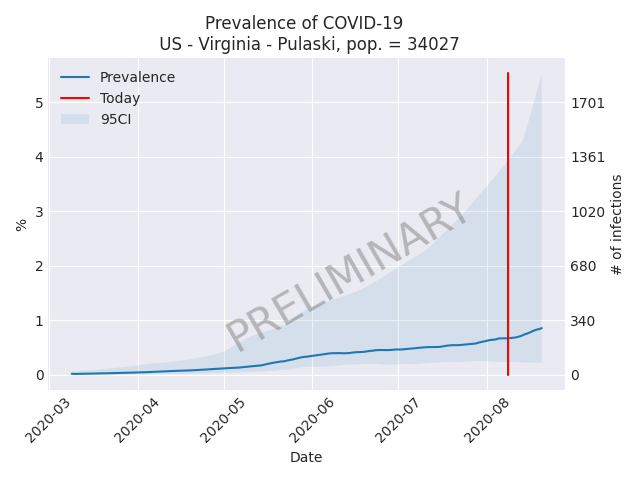 Prevalence of COVID-19
US - Virginia - Pulaski, pop. = 34027
Prevalence
Today
95CI
5
4
3
2
1
0
%
1701
1361
1020
680
340
0
# of infections
PRELIMINARY
2020-03
2020-04
2020-05
2020-06
2020-07
2020-08
Date